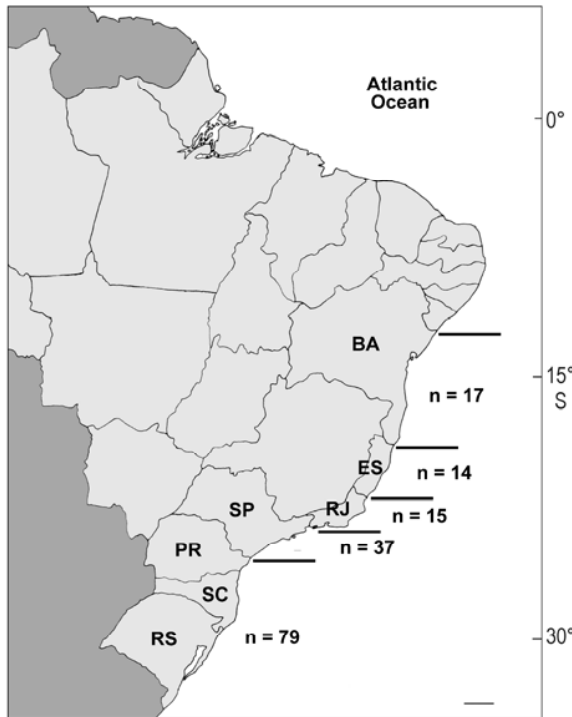 Atlantic
Ocean
0°
BA
15°
S
n = 17
ES
n = 14
SP
RJ
n = 15
PR
n = 37
SC
RS
n = 79
30°